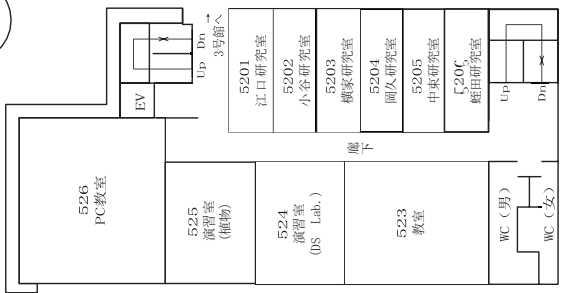 Up Dn
→
3号館へ
EV
5201
江口研究室
5202
小谷研究室
5203
横家研究室
5204
岡久研究室
5205
中東研究室
5206
蛭田研究室
Up
Dn
廊下
526
PC教室
525
演習室
(植物)
524
演習室
(DS Lab.)
523
教室
WC(男)
WC(女)